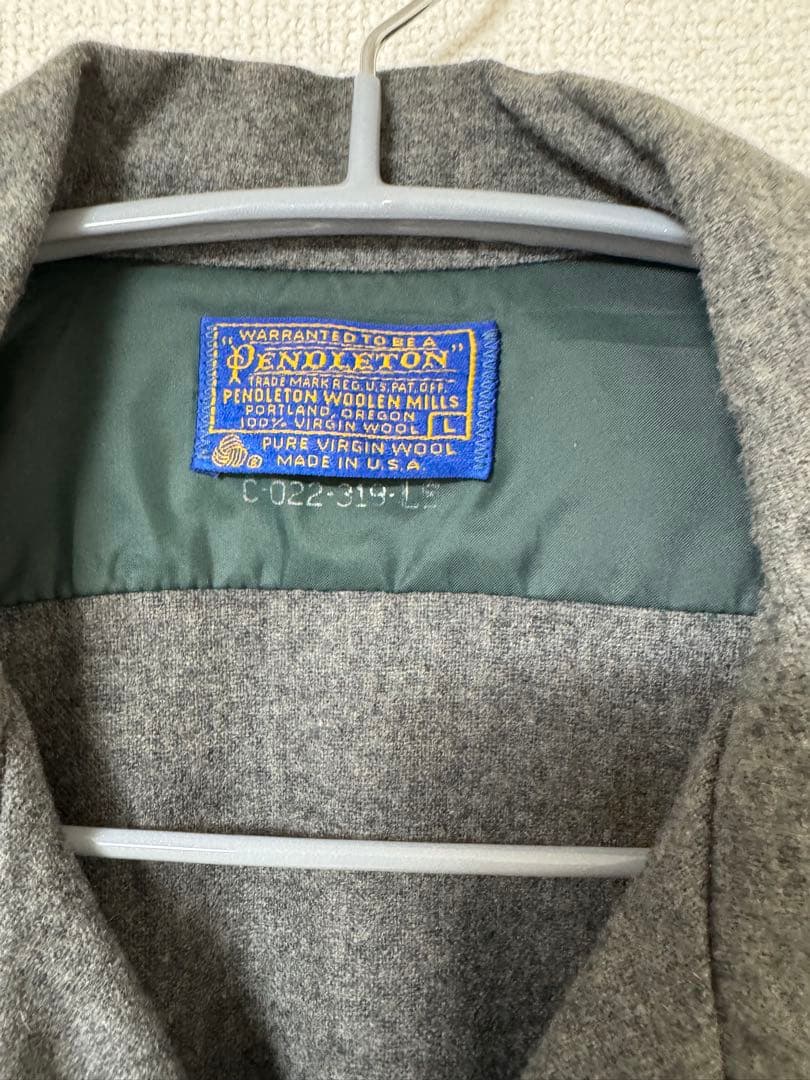 WARRANTED TO BE A
"PENDLETON"
TRADE MARK REG. U.S. PAT. OFF.
PENDLETON WOOLEN MILLS
PORTLAND, OREGON
100% VIRGIN WOOL L
PURE VIRGIN WOOL
®
MADE IN U.S.A.
C-022-319-